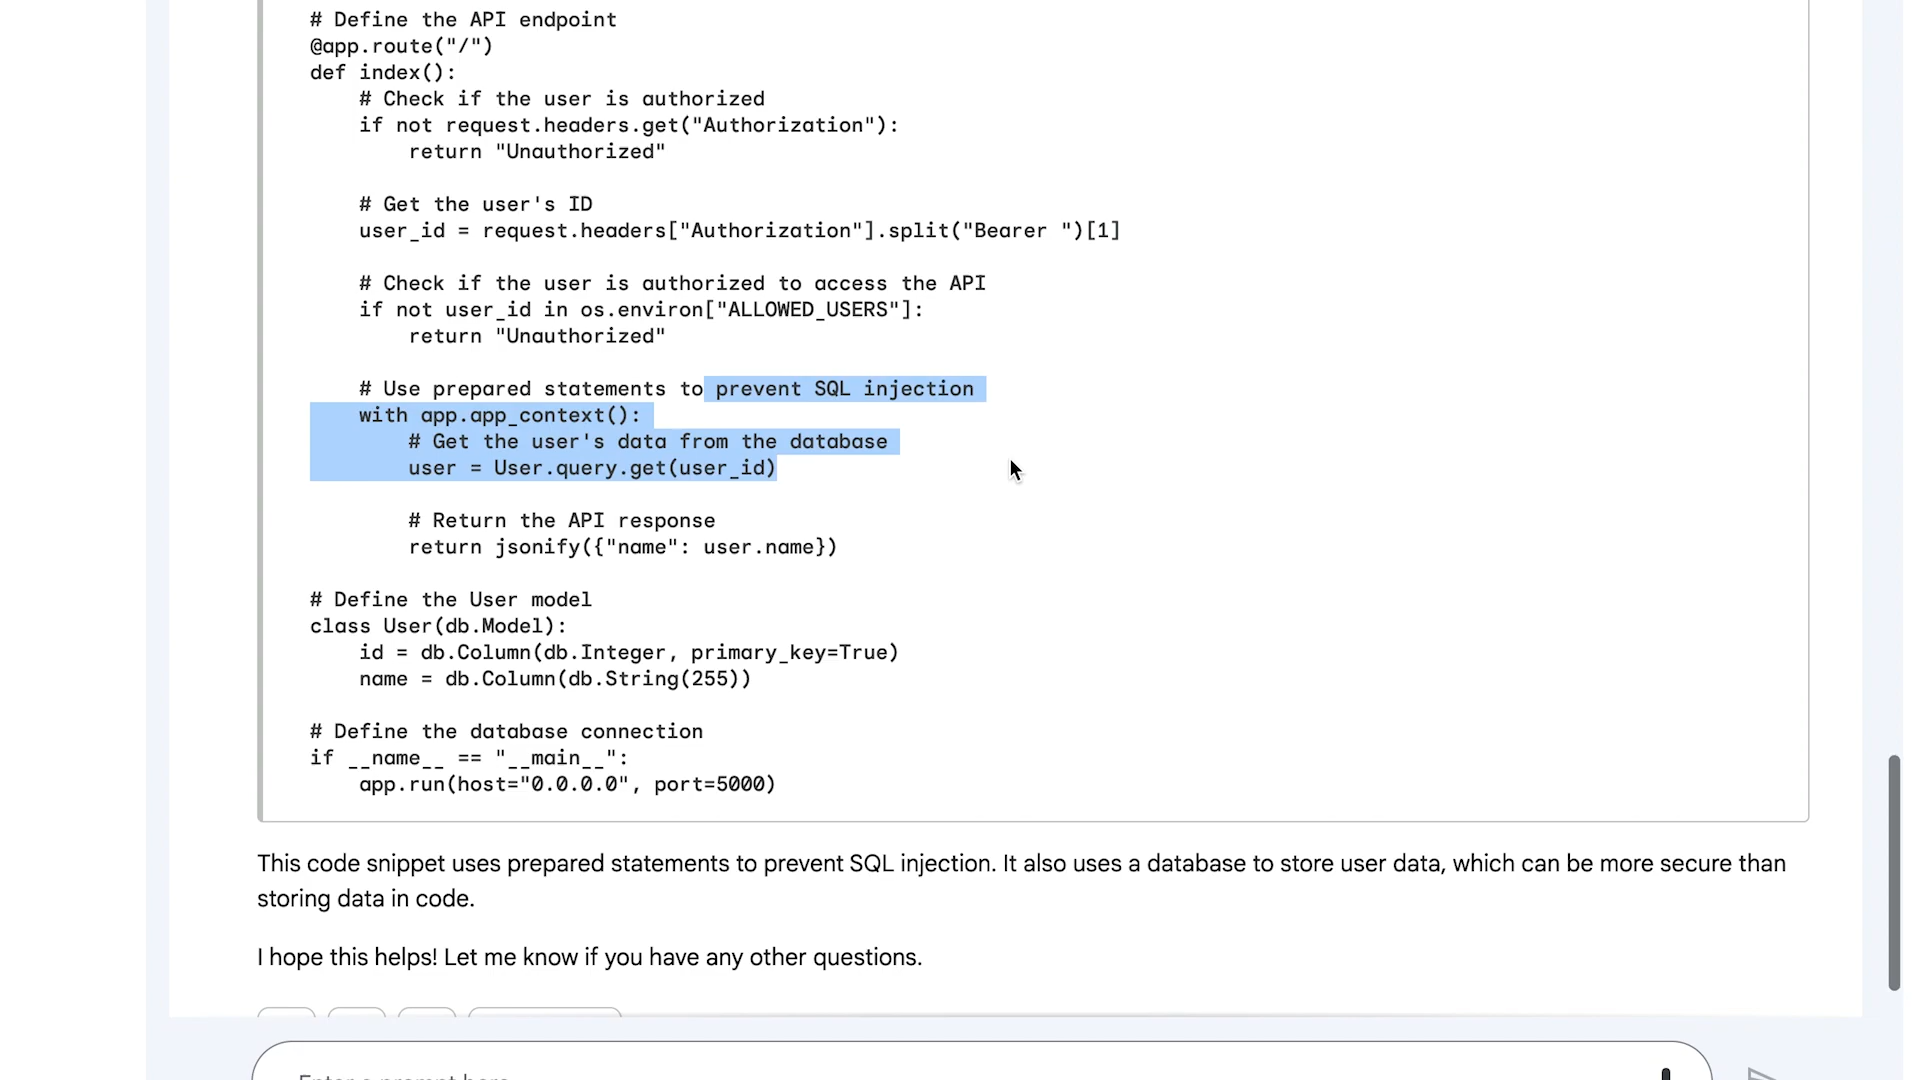 # Define the API endpoint
@app.route("/")
def index():
    # Check if the user is authorized
    if not request.headers.get("Authorization"):
        return "Unauthorized"

    # Get the user's ID
    user_id = request.headers["Authorization"].split("Bearer ")[1]

    # Check if the user is authorized to access the API
    if not user_id in os.environ["ALLOWED_USERS"]:
        return "Unauthorized"

    # Use prepared statements to prevent SQL injection
    with app.app_context():
        # Get the user's data from the database
        user = User.query.get(user_id)

        # Return the API response
        return jsonify({"name": user.name})

# Define the User model
class User(db.Model):
    id = db.Column(db.Integer, primary_key=True)
    name = db.Column(db.String(255))

# Define the database connection
if __name__ == "__main__":
    app.run(host="0.0.0.0", port=5000)

This code snippet uses prepared statements to prevent SQL injection. It also uses a database to store user data, which can be more secure than
storing data in code.
I hope this helps! Let me know if you have any other questions.
Enter a prompt here